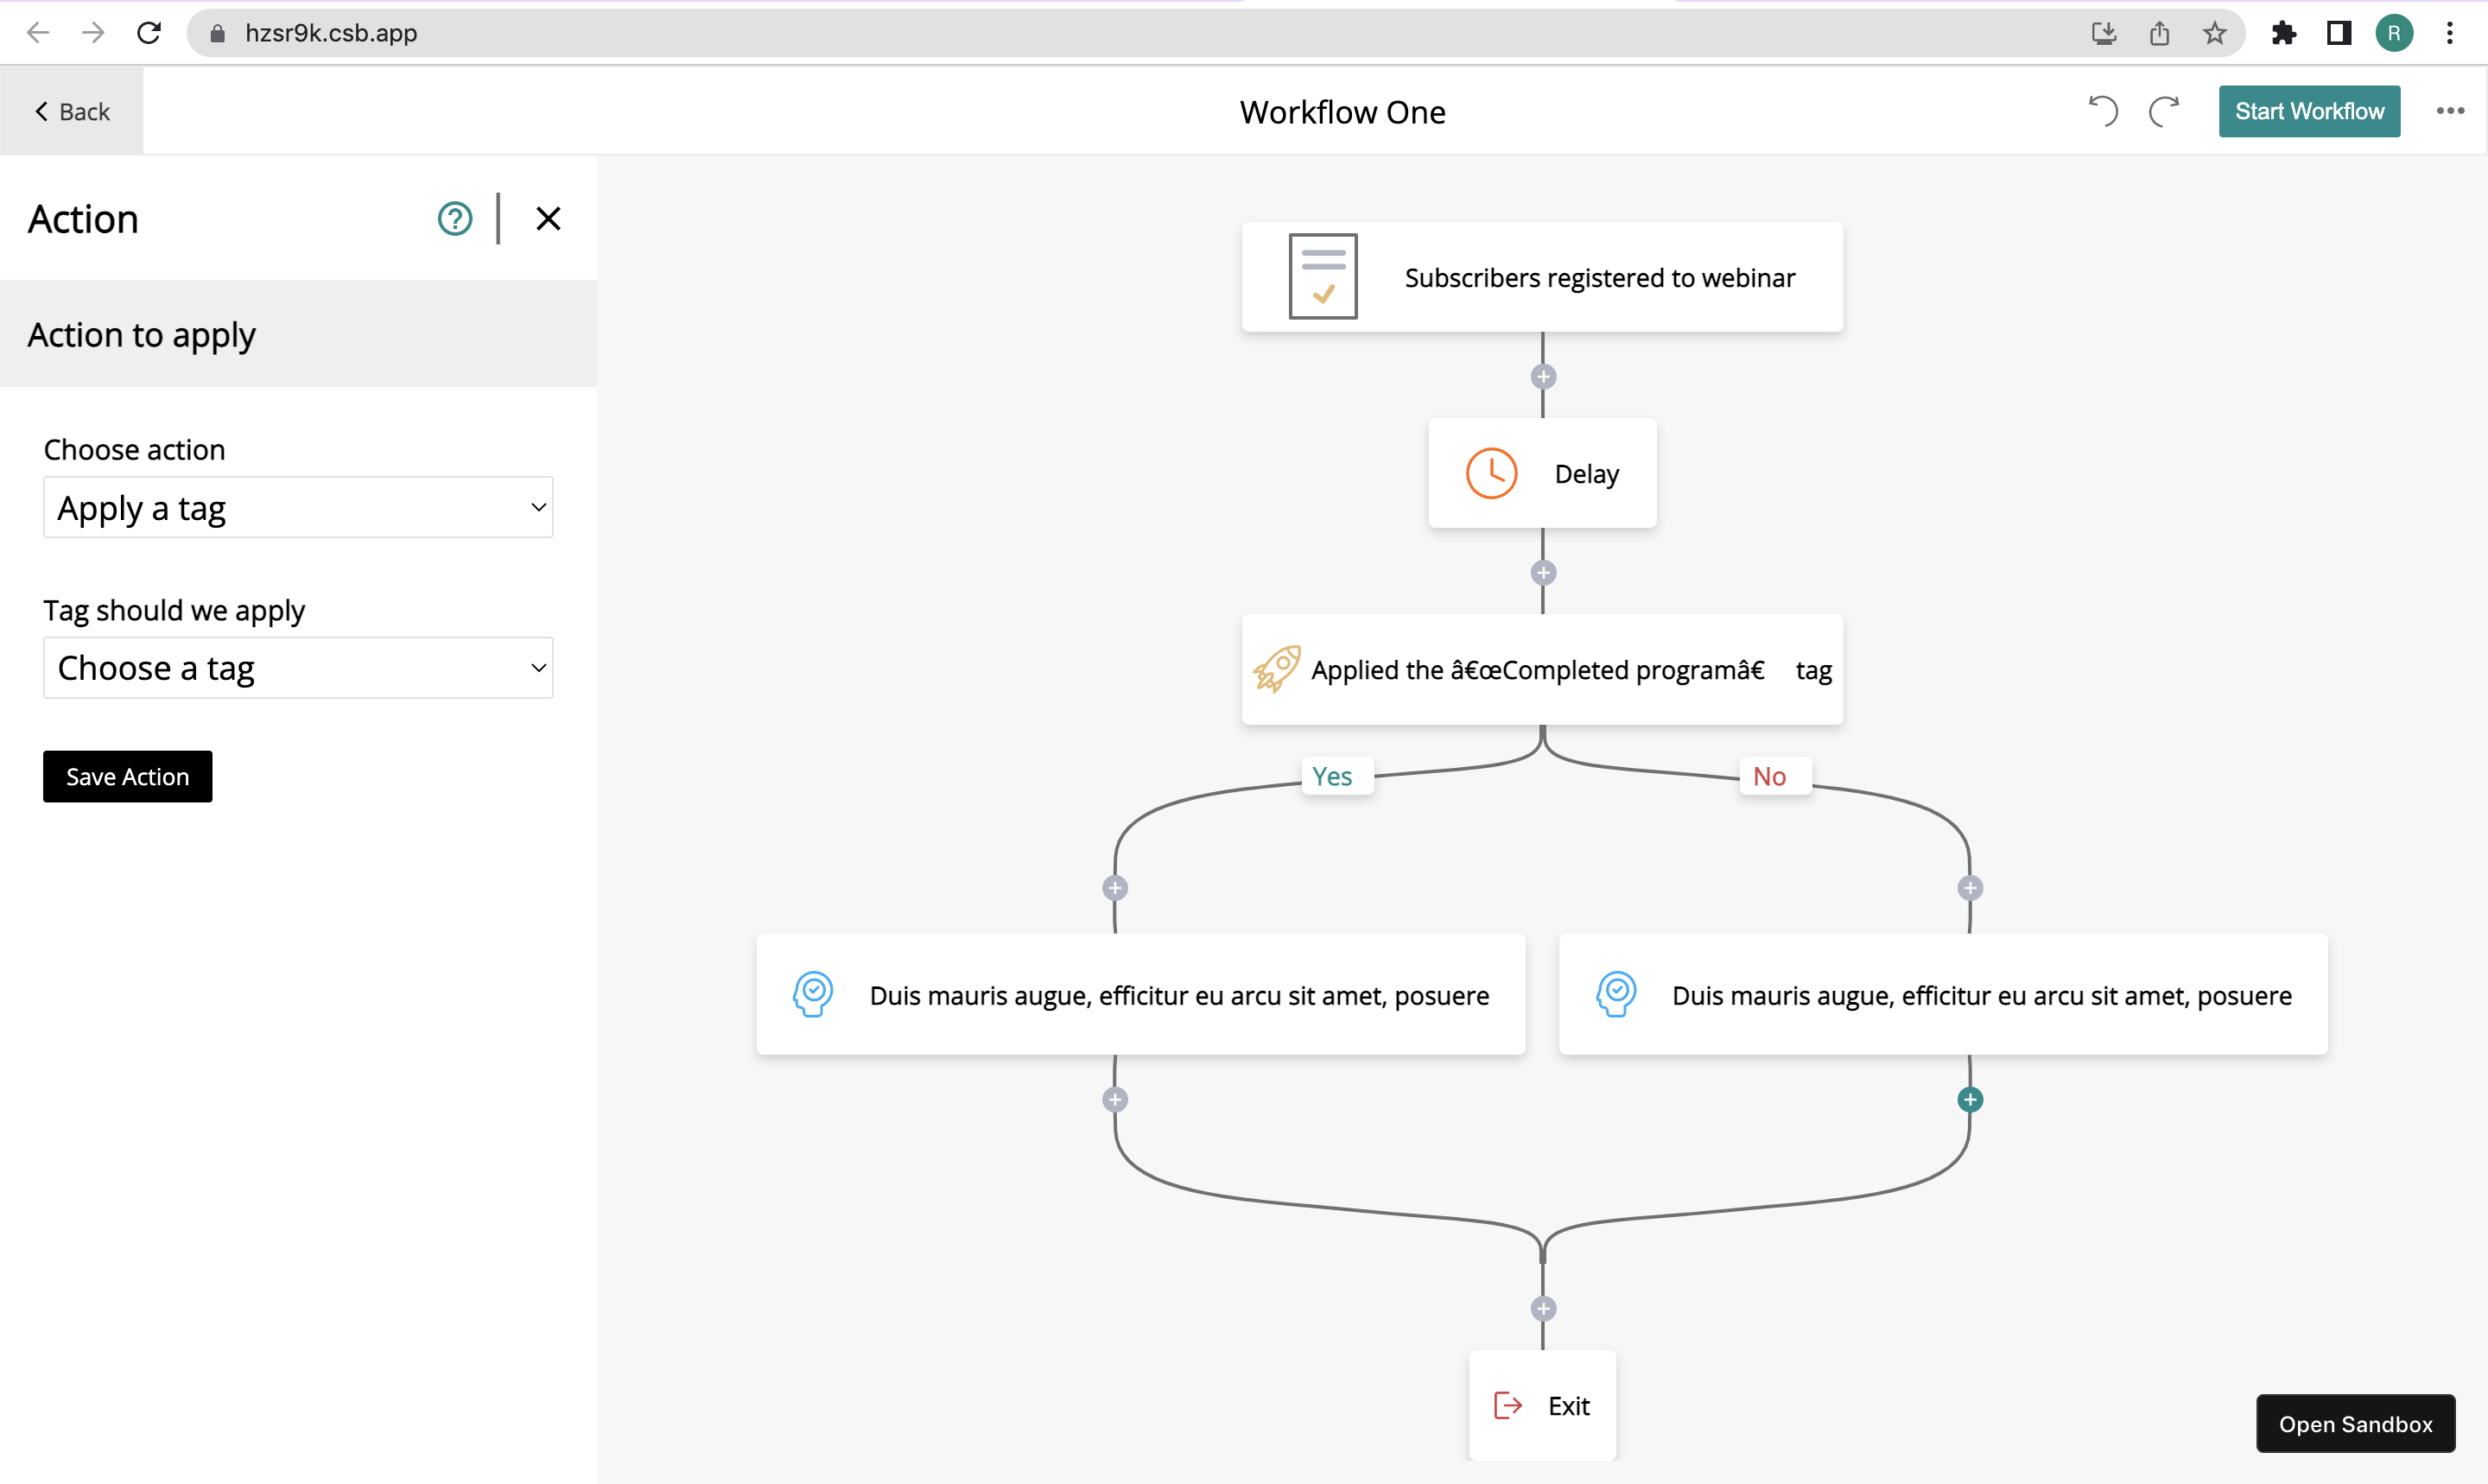 hzsr9k.csb.app
R
Back
Workflow One
Start Workflow
Action
Action to apply
Choose action
Apply a tag
Tag should we apply
Choose a tag
Save Action
Subscribers registered to webinar
Delay
Applied the â€œCompleted programâ€ tag
Yes
No
Duis mauris augue, efficitur eu arcu sit amet, posuere
Duis mauris augue, efficitur eu arcu sit amet, posuere
Exit
Open Sandbox